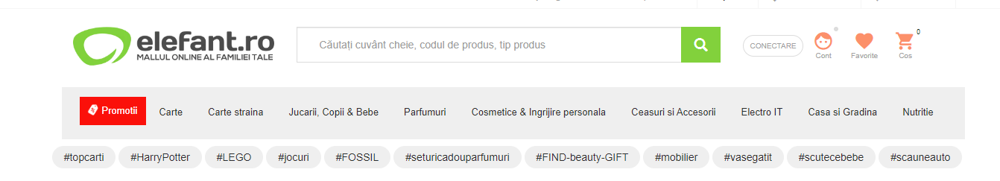 elefant.ro
MALLUL ONLINE AL FAMILIEI TALE
Căutați cuvânt cheie, codul de produs, tip produs
CONECTARE
Cont
Favorite
0
Cos
Promotii Carte Carte straina Jucarii, Copii & Bebe Parfumuri Cosmetice & Ingrijire personala Ceasuri si Accesorii Electro IT Casa si Gradina Nutritie
#topcarti #HarryPotter #LEGO #jocuri #FOSSIL #seturicadouparfumuri #FIND-beauty-GIFT #mobilier #vasegatit #scutecebebe #scauneauto